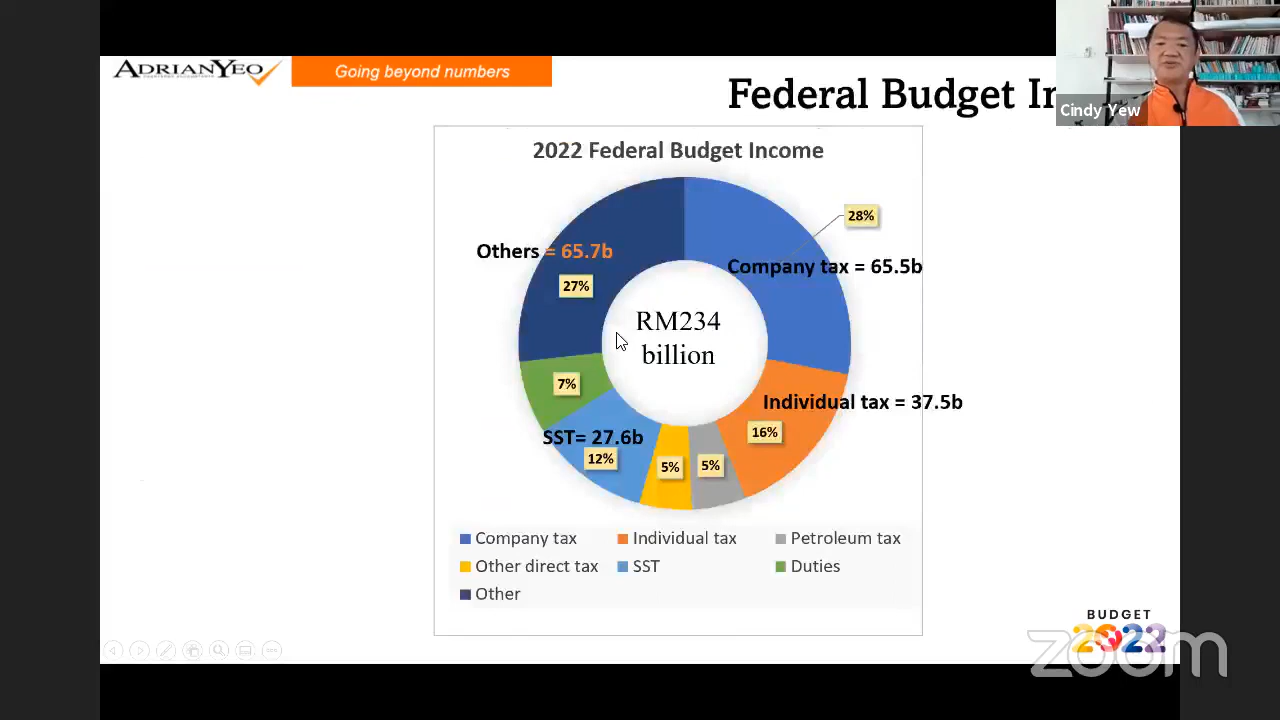 ADRIANYEO
Going beyond numbers
Federal Budget In
Cindy Yew
2022 Federal Budget Income
28%
Others = 65.7b
Company tax = 65.5b
27%
RM234
billion
7%
Individual tax = 37.5b
16%
SST= 27.6b
12%
5%
5%
Company tax
Individual tax
Petroleum tax
Other direct tax
SST
Duties
Other
BUDGET
2022
zoom